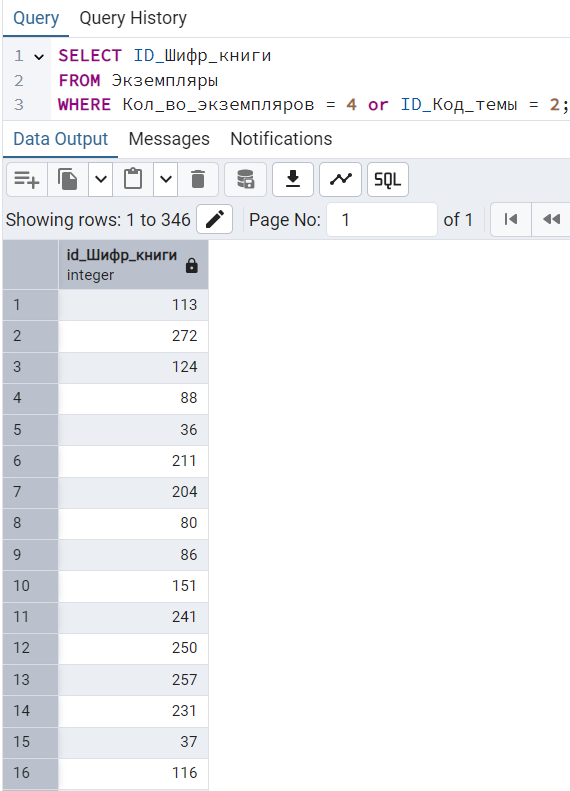 Query Query History
1 SELECT ID_Шифр_книги
2 FROM Экземпляры
3 WHERE Кол_во_экземпляров = 4 or ID_Код_темы = 2;
Data Output Messages Notifications
SQL
Showing rows: 1 to 346 Page No: 1 of 1
id_Шифр_книги
integer
1 113
2 272
3 124
4 88
5 36
6 211
7 204
8 80
9 86
10 151
11 241
12 250
13 257
14 231
15 37
16 116